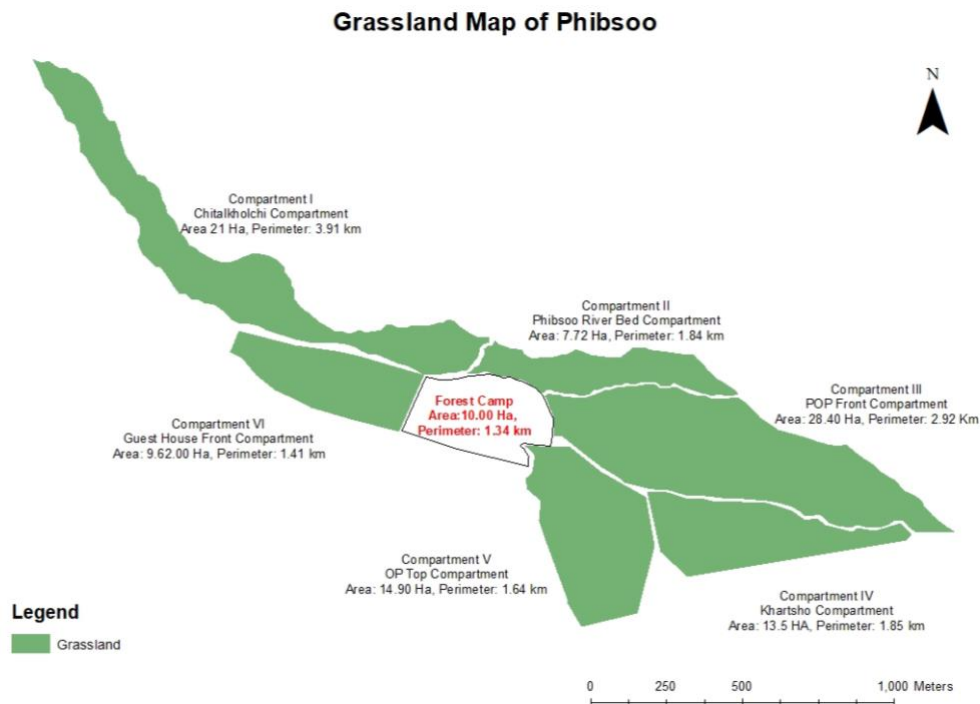 Grassland Map of Phibsoo
N
Compartment I
Chitalkholchi Compartment
Area 21 Ha, Perimeter: 3.91 km
Compartment II
Phibsoo River Bed Compartment
Area: 7.72 Ha, Perimeter: 1.84 km
Compartment III
POP Front Compartment
Area: 28.40 Ha, Perimeter: 2.92 Km
Forest Camp
Area:10.00 Ha,
Perimeter: 1.34 km
Compartment VI
Guest House Front Compartment
Area: 9.62.00 Ha, Perimeter: 1.41 km
Compartment V
OP Top Compartment
Area: 14.90 Ha, Perimeter: 1.64 km
Compartment IV
Khartsho Compartment
Area: 13.5 HA, Perimeter: 1.85 km
Legend
Grassland
0 250 500 1,000 Meters